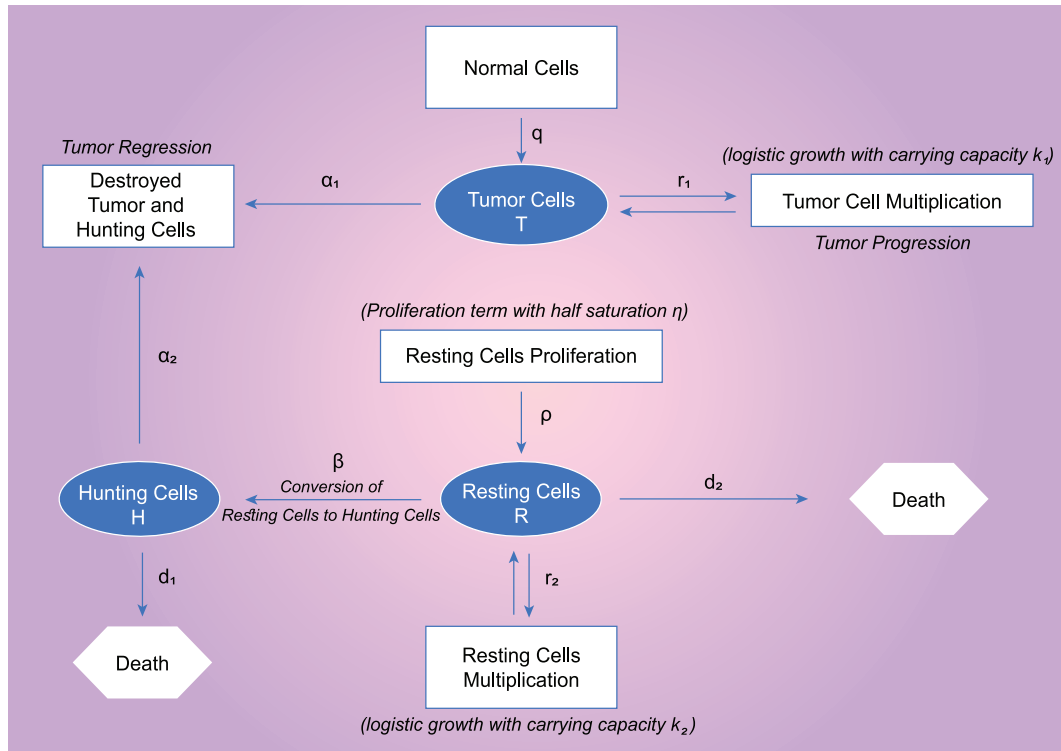 Normal Cells
q
Tumor Regression
Destroyed
Tumor and
Hunting Cells
α₁
Tumor Cells
T
r₁
(logistic growth with carrying capacity k₁)
Tumor Cell Multiplication
Tumor Progression
(Proliferation term with half saturation η)
Resting Cells Proliferation
α₂
ρ
Hunting Cells
H
β
Conversion of
Resting Cells to Hunting Cells
Resting Cells
R
d₂
Death
d₁
Death
r₂
Resting Cells
Multiplication
(logistic growth with carrying capacity k₂)